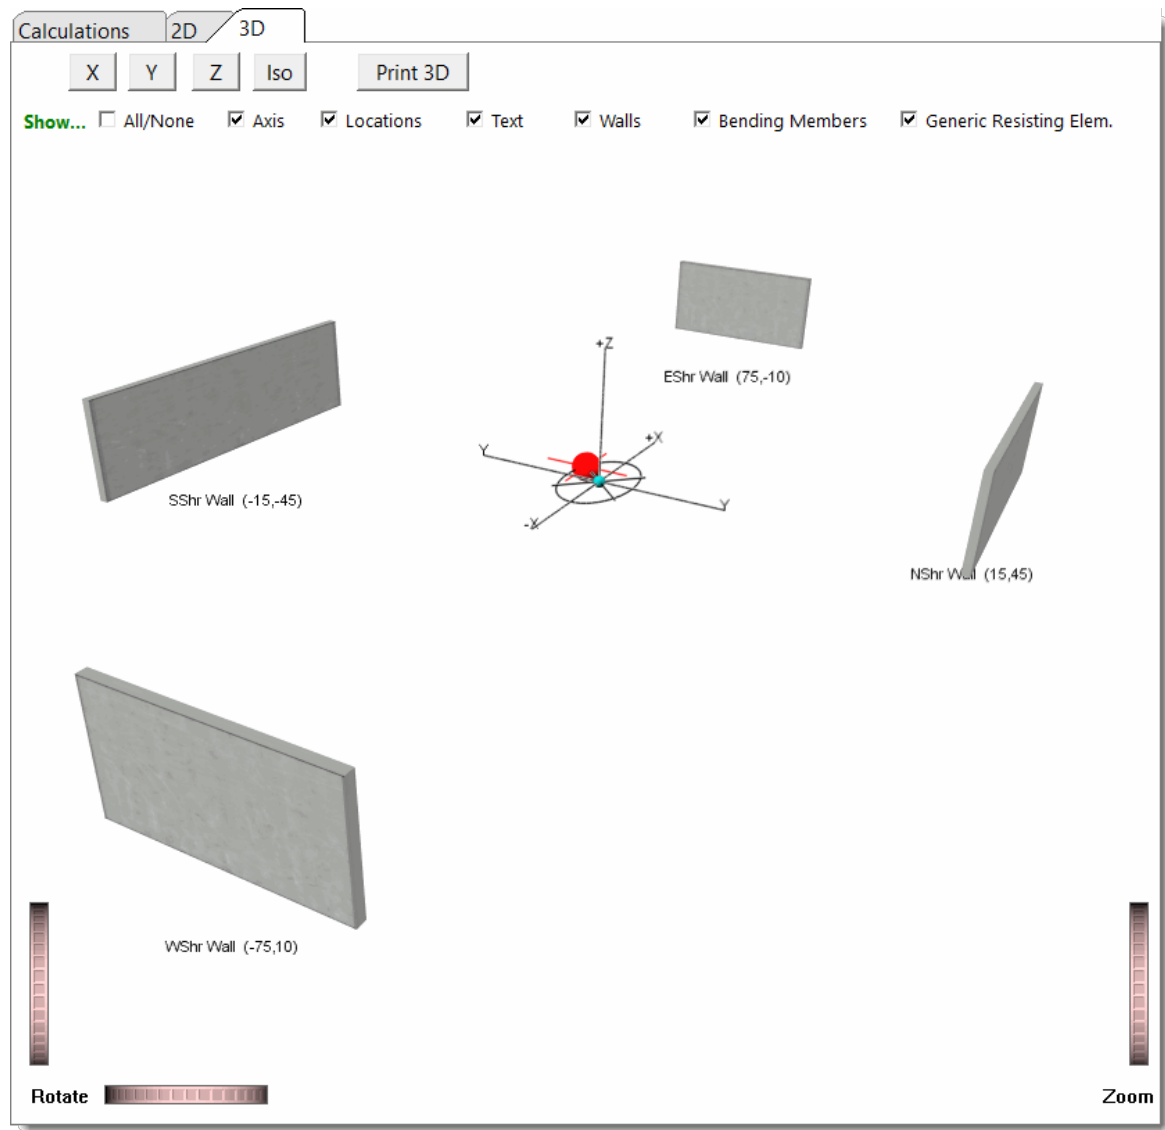 Calculations 2D 3D
X Y Z Iso Print 3D
Show... All/None Axis Locations Text Walls Bending Members Generic Resisting Elem.
+Z
EShr Wall (75,-10)
+X
Y
SShr Wall (-15,-45)
Y
-X
NShr Wall (15,45)
WShr Wall (-75,10)
Rotate
Zoom